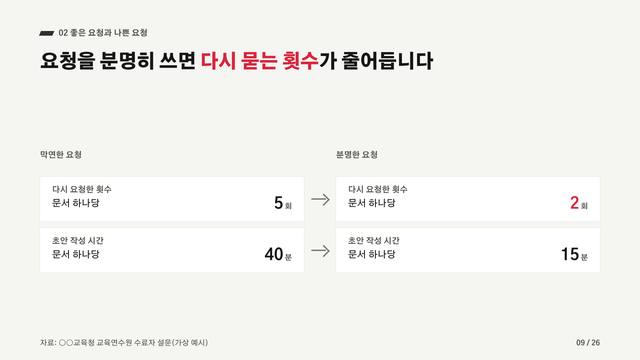 02 좋은 요청과 나쁜 요청
요청을 분명히 쓰면 다시 묻는 횟수가 줄어듭니다
막연한 요청
분명한 요청
다시 요청한 횟수
문서 하나당
5회
다시 요청한 횟수
문서 하나당
2회
초안 작성 시간
문서 하나당
40분
초안 작성 시간
문서 하나당
15분
자료: ○○교육청 교육연수원 수료자 설문(가상 예시)
09 / 26